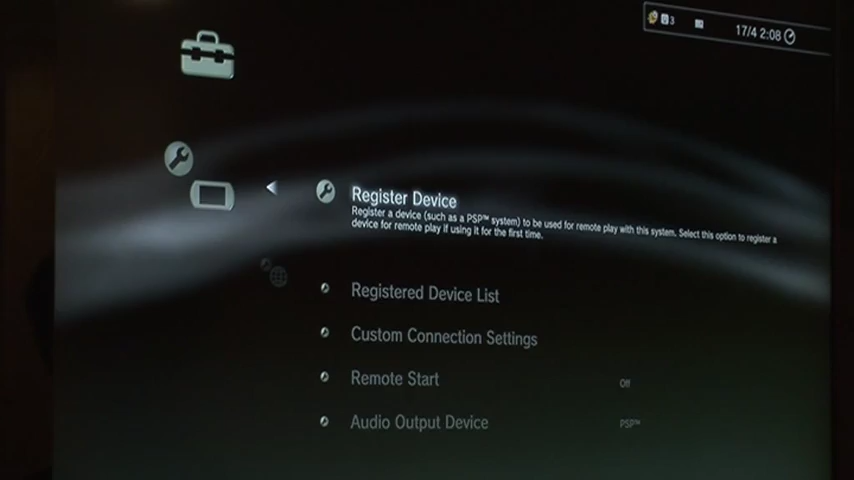 3
17/4 2:08
Register Device
Register a device (such as a PSP™ system) to be used for remote play with this system. Select this option to register a
device for remote play if using it for the first time.
Registered Device List
Custom Connection Settings
Remote Start Off
Audio Output Device PSP™